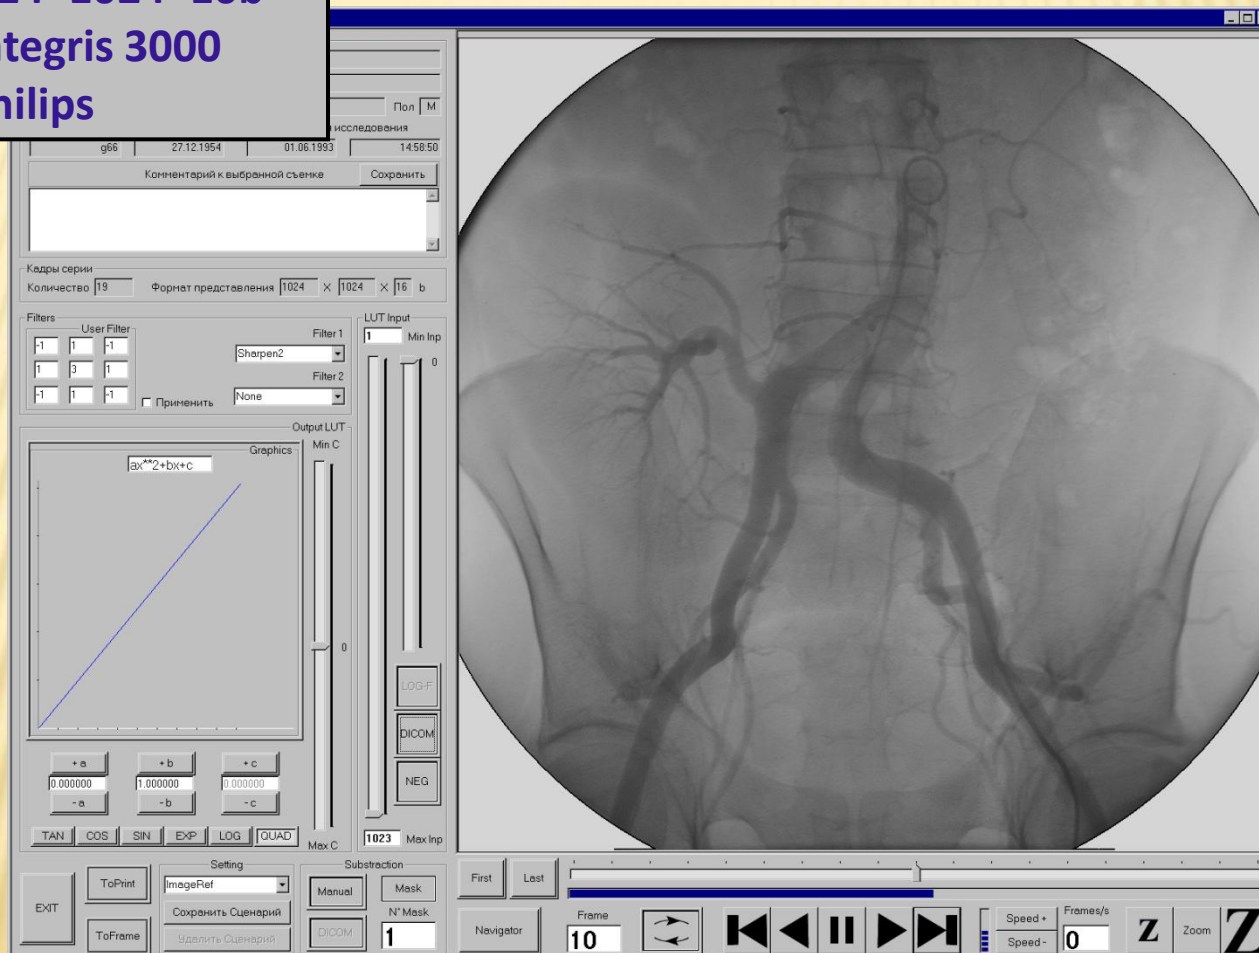 ntegris 3000
hilips
Пол М
исследования
g66 27.12.1954 01.06.1993 14:58:50
Комментарий к выбранной съемке Сохранить
Кадры серии
Количество 19 Формат представления 1024 X 1024 X 16 b
Filters
User Filter
-1 1 -1
1 3 1
-1 1 -1
Применить
Filter 1
Sharpen2
Filter 2
None
LUT Input
1 Min Inp
0
Output LUT
Graphics
Min C
ax**2+bx+c
0
LOG-F
DICOM
NEG
+ a + b + c
0.000000 1.000000 0.000000
- a - b - c
TAN COS SIN EXP LOG QUAD
Max C
1023 Max Inp
EXIT
ToPrint
ToFrame
Setting
ImageRef
Сохранить Сценарий
Удалить Сценарий
Substraction
Manual Mask
DICOM
N°Mask
1
First Last
Navigator
Frame
10
Speed +
Speed -
Frames/s
0
Z Zoom Z